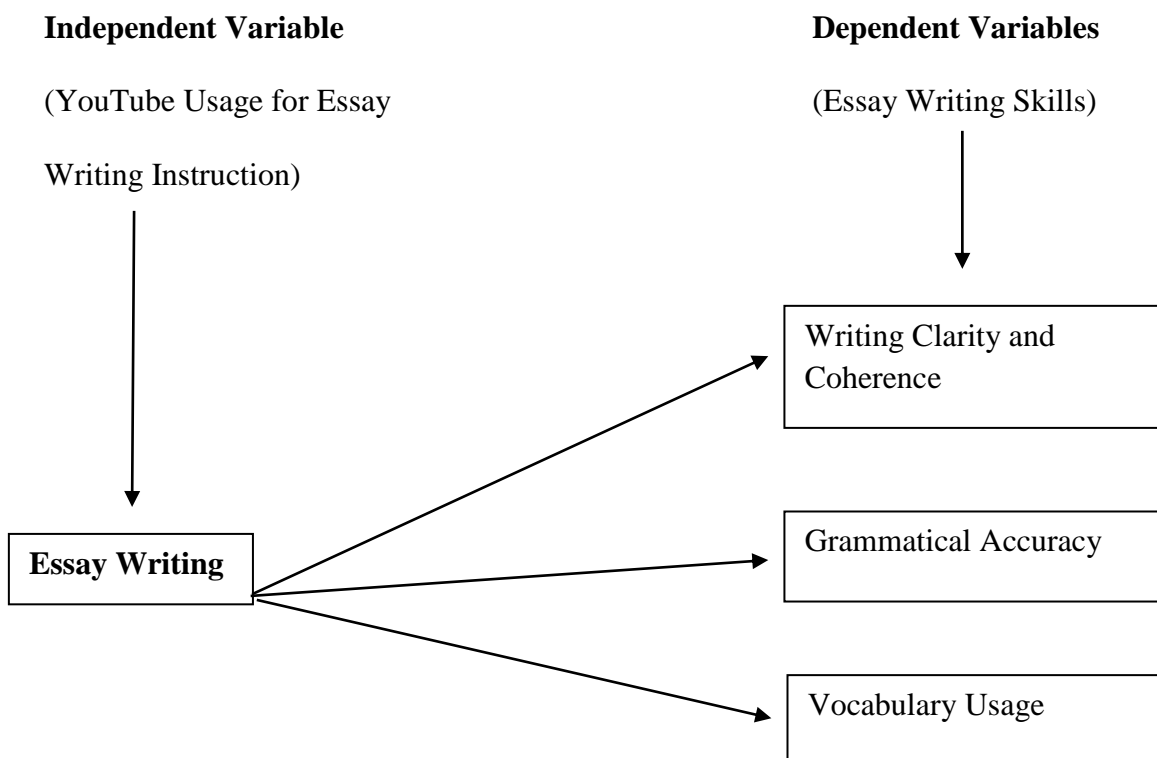 Independent Variable
(YouTube Usage for Essay
Writing Instruction)
Dependent Variables
(Essay Writing Skills)
Essay Writing
Writing Clarity and
Coherence
Grammatical Accuracy
Vocabulary Usage